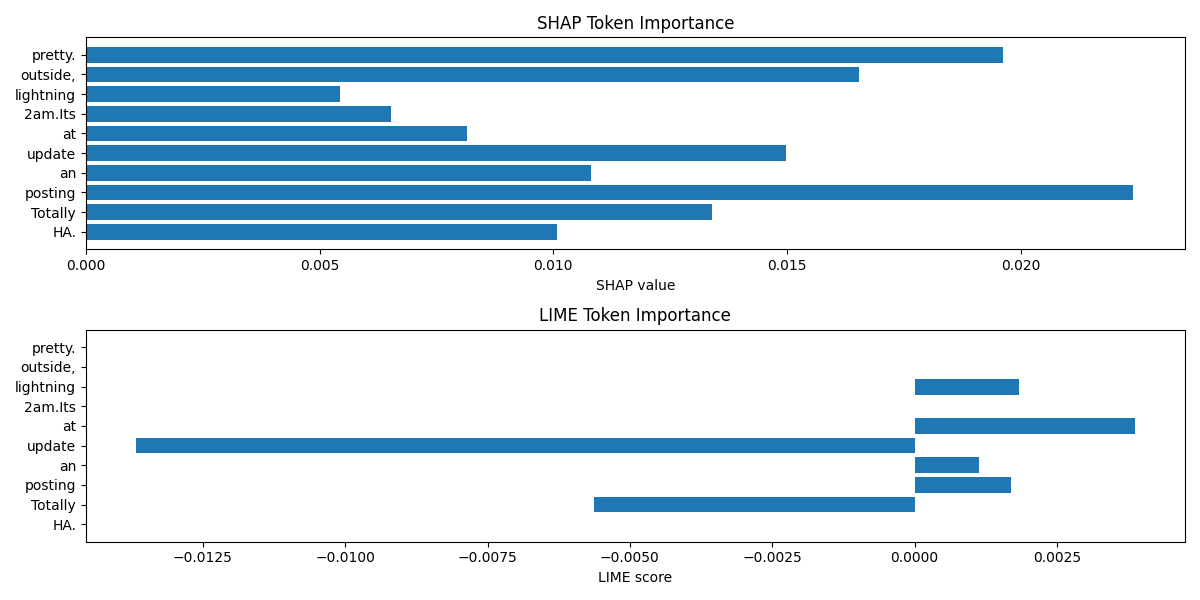 SHAP Token Importance
pretty.
outside,
lightning
2am.Its
at
update
an
posting
Totally
HA.
0.000 0.005 0.010 0.015 0.020
SHAP value
LIME Token Importance
pretty.
outside,
lightning
2am.Its
at
update
an
posting
Totally
HA.
−0.0125 −0.0100 −0.0075 −0.0050 −0.0025 0.0000 0.0025
LIME score